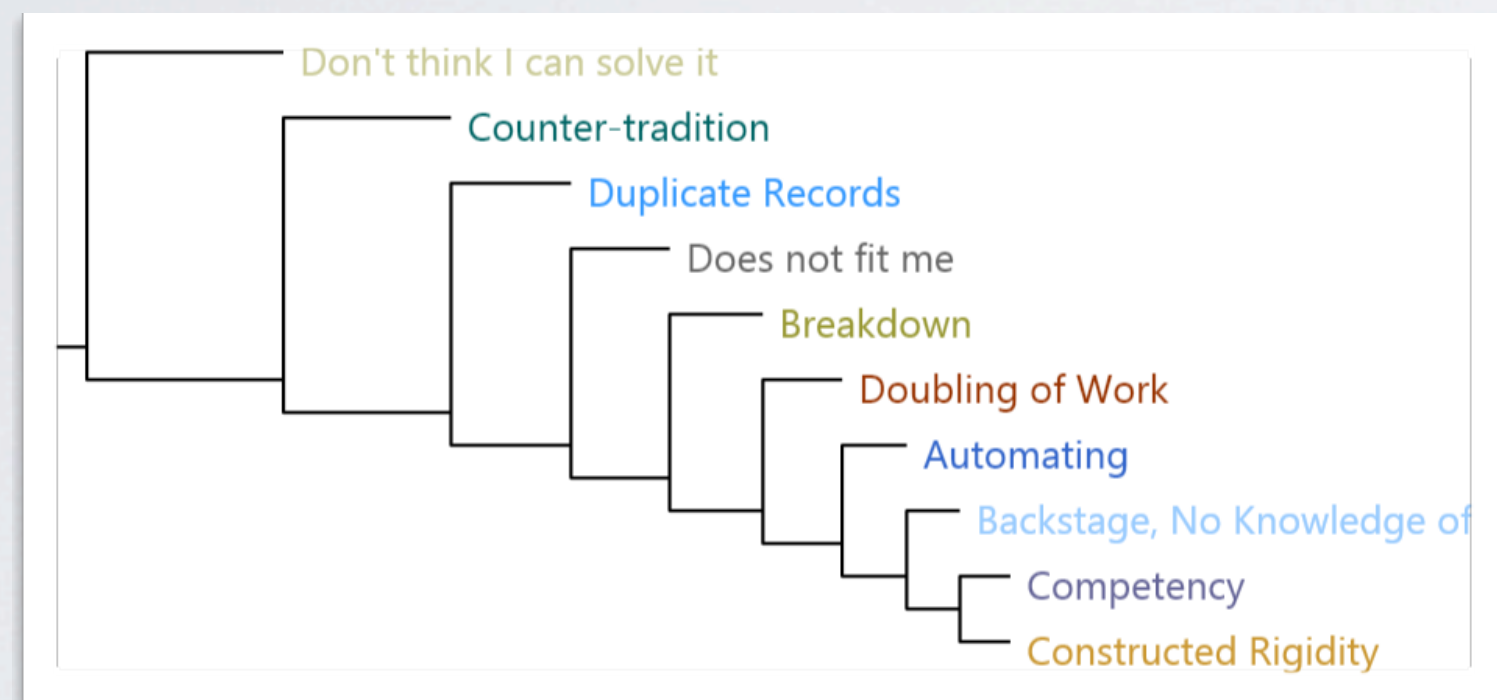 Don't think I can solve it
Counter-tradition
Duplicate Records
Does not fit me
Breakdown
Doubling of Work
Automating
Backstage, No Knowledge of
Competency
Constructed Rigidity